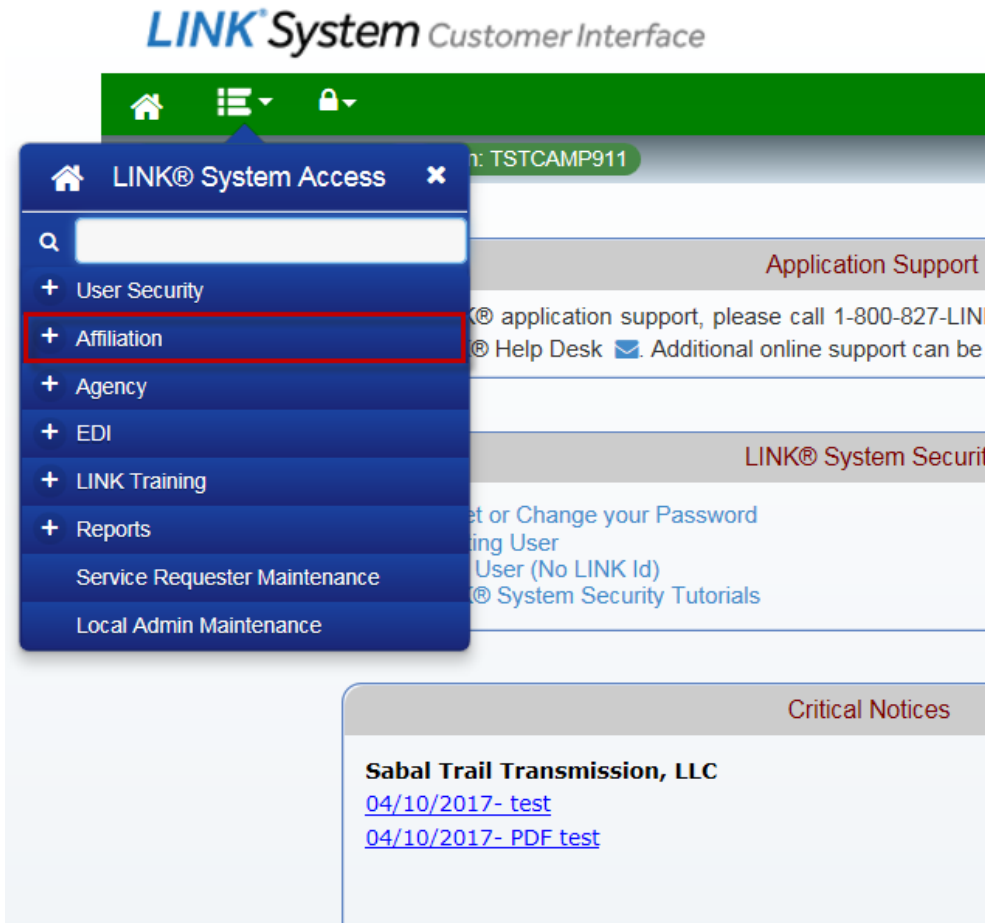 LINK® System Customer Interface
LINK® System Access
n: TSTCAMP911
User Security
Affiliation
Agency
EDI
LINK Training
Reports
Service Requester Maintenance
Local Admin Maintenance
Application Support
® application support, please call 1-800-827-LIN
® Help Desk . Additional online support can be
LINK® System Securit
et or Change your Password
ting User
User (No LINK Id)
® System Security Tutorials
Critical Notices
Sabal Trail Transmission, LLC
04/10/2017- test
04/10/2017- PDF test